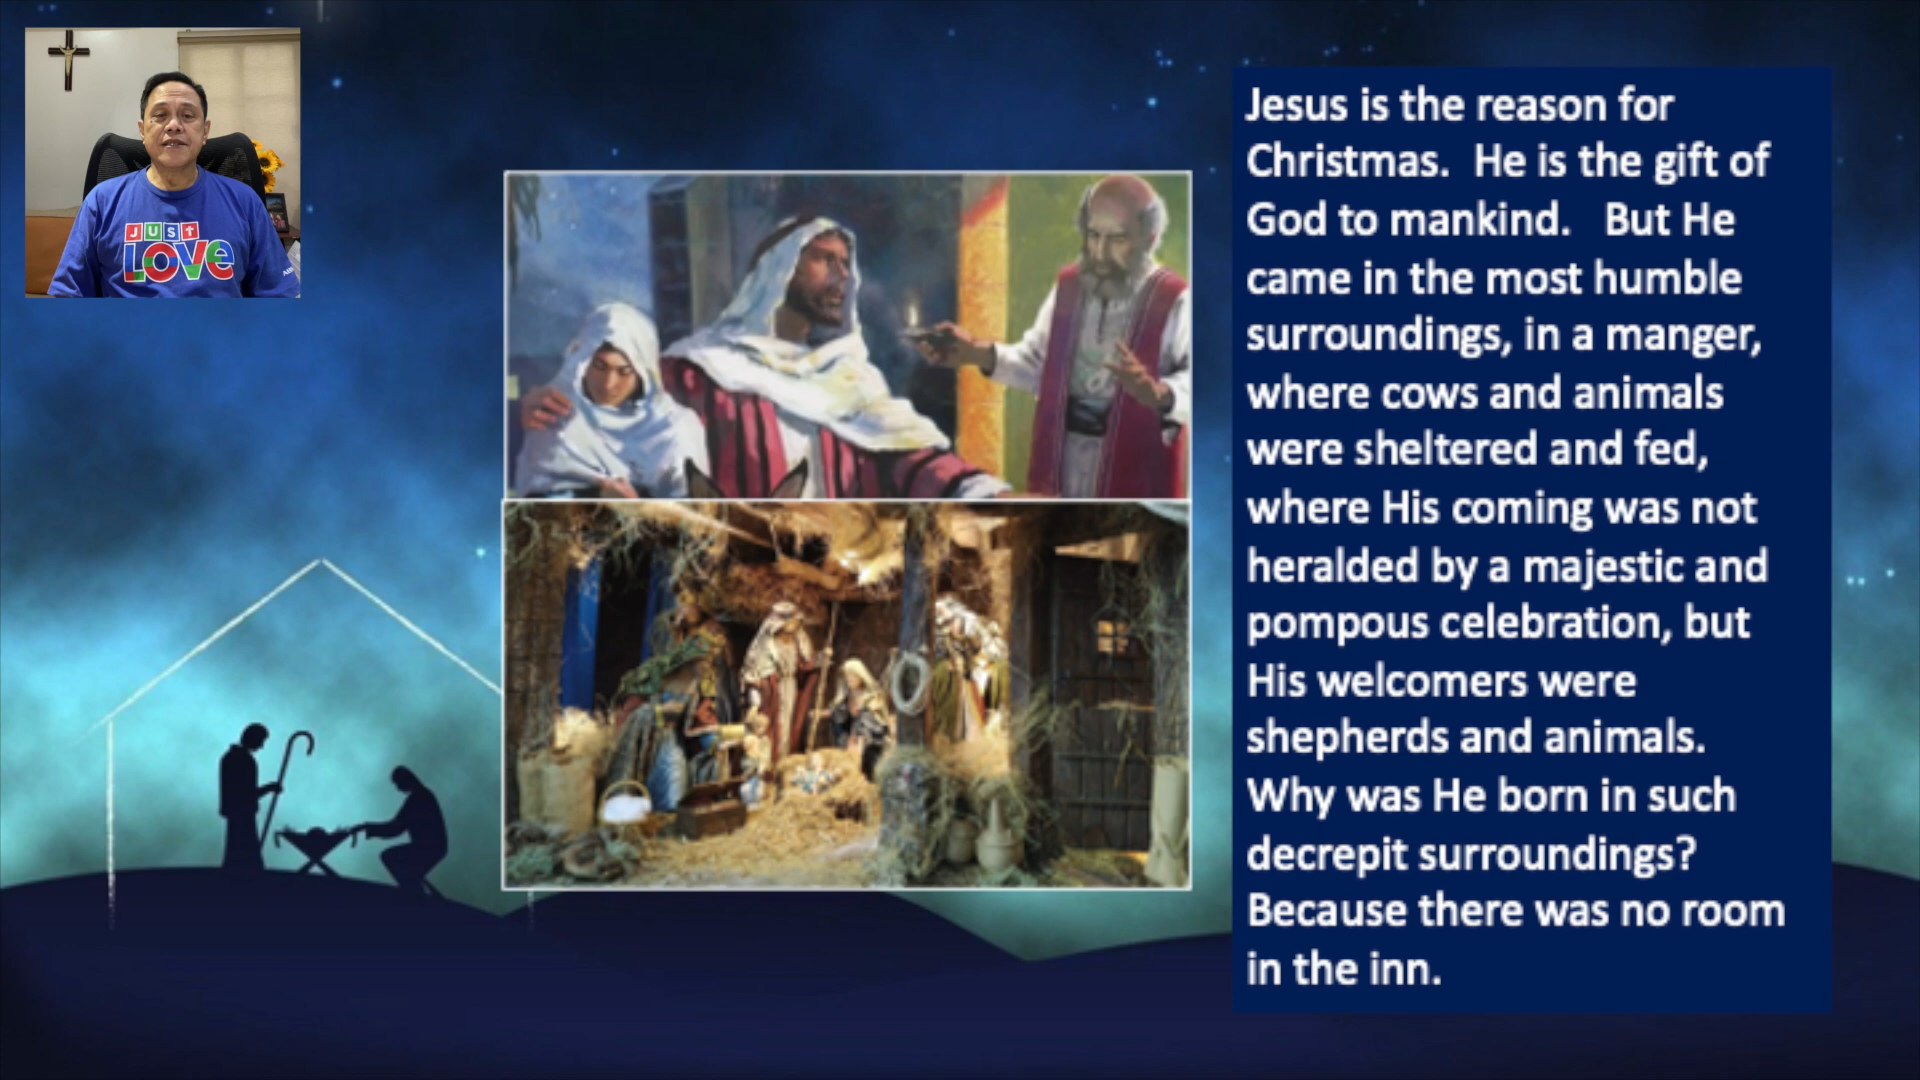 JUST
LOVE
Jesus is the reason for
Christmas. He is the gift of
God to mankind. But He
came in the most humble
surroundings, in a manger,
where cows and animals
were sheltered and fed,
where His coming was not
heralded by a majestic and
pompous celebration, but
His welcomers were
shepherds and animals.
Why was He born in such
decrepit surroundings?
Because there was no room
in the inn.